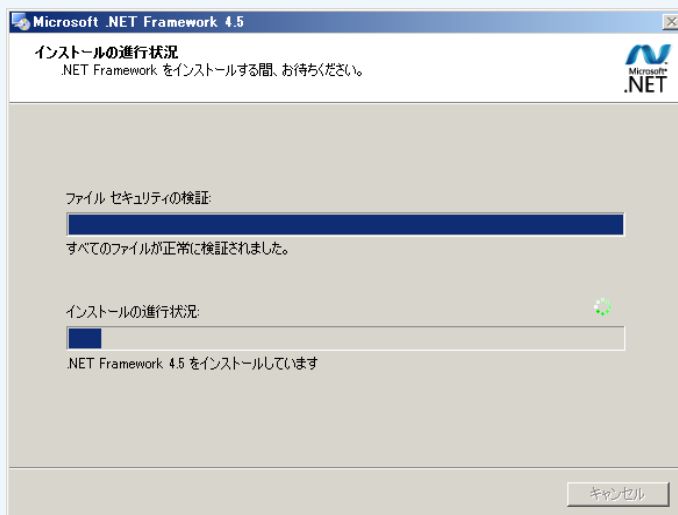 Microsoft .NET Framework 4.5
インストールの進行状況
.NET Framework をインストールする間、お待ちください。
Microsoft
.NET
ファイル セキュリティの検証:
すべてのファイルが正常に検証されました。
インストールの進行状況:
.NET Framework 4.5 をインストールしています
キャンセル